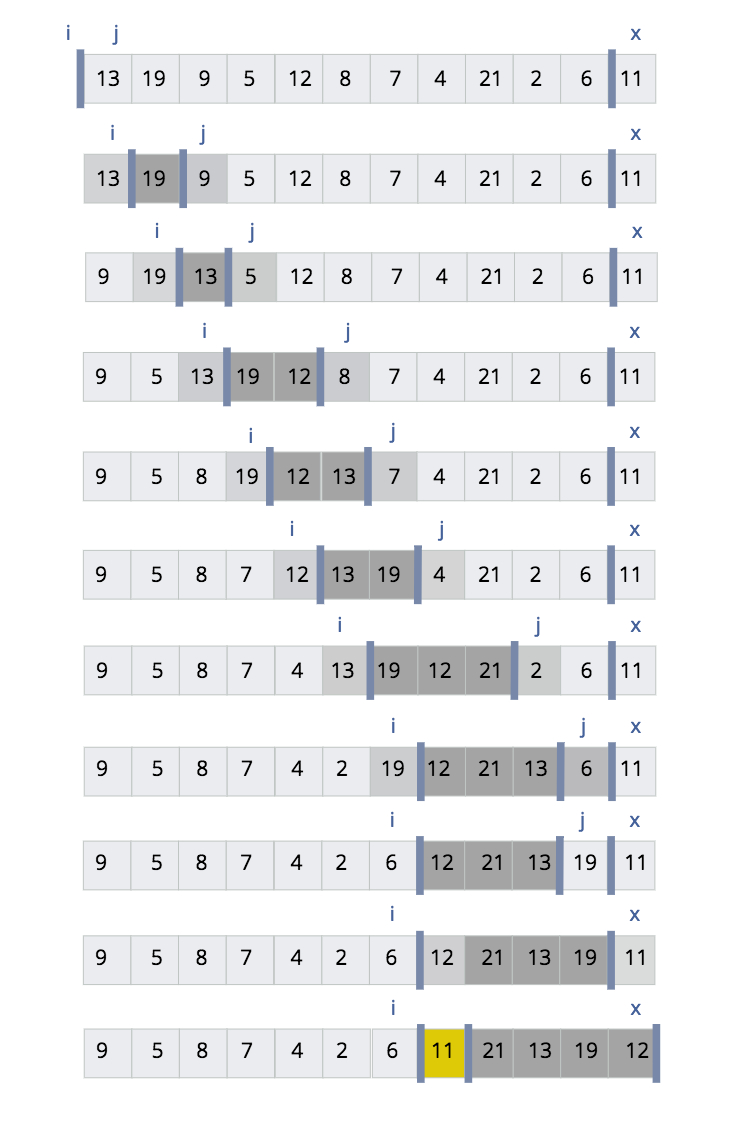 i j x
13 19 9 5 12 8 7 4 21 2 6 11
i j x
13 19 9 5 12 8 7 4 21 2 6 11
i j x
9 19 13 5 12 8 7 4 21 2 6 11
i j x
9 5 13 19 12 8 7 4 21 2 6 11
i j x
9 5 8 19 12 13 7 4 21 2 6 11
i j x
9 5 8 7 12 13 19 4 21 2 6 11
i j x
9 5 8 7 4 13 19 12 21 2 6 11
i j x
9 5 8 7 4 2 19 12 21 13 6 11
i j x
9 5 8 7 4 2 6 12 21 13 19 11
i x
9 5 8 7 4 2 6 12 21 13 19 11
i x
9 5 8 7 4 2 6 11 21 13 19 12